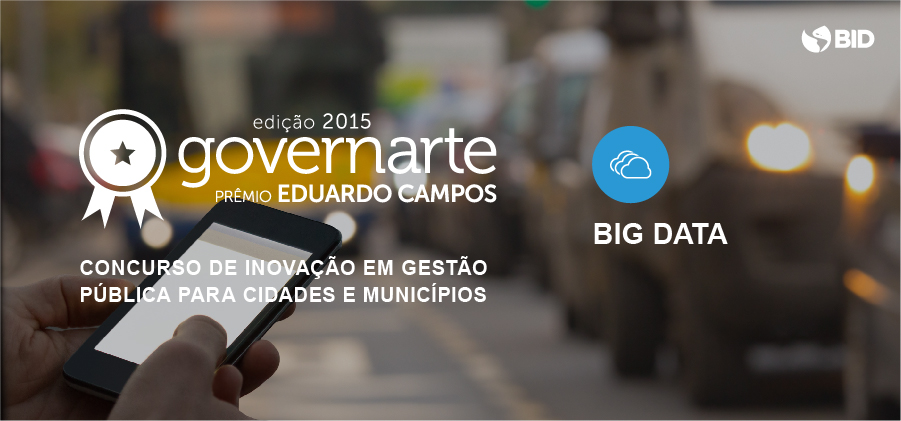 BID
edição 2015
governarte
PRÊMIO EDUARDO CAMPOS
BIG DATA
CONCURSO DE INOVAÇÃO EM GESTÃO
PÚBLICA PARA CIDADES E MUNICÍPIOS